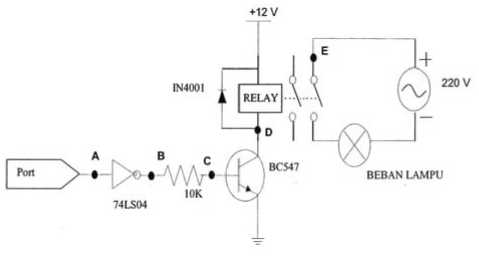 +12 V
E
+
IN4001
RELAY
220 V
D
−
A
B
C
BC547
Port
BEBAN LAMPU
10K
74LS04